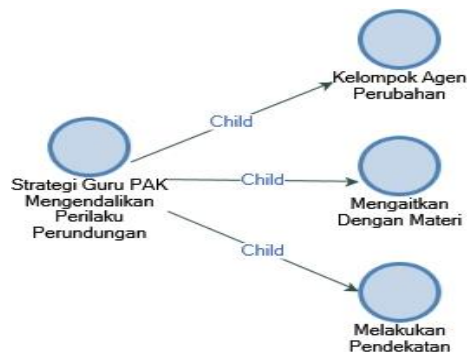 Kelompok Agen
Perubahan
Child
Strategi Guru PAK
Mengendalikan
Perilaku
Perundungan
Child
Mengaitkan
Dengan Materi
Child
Melakukan
Pendekatan